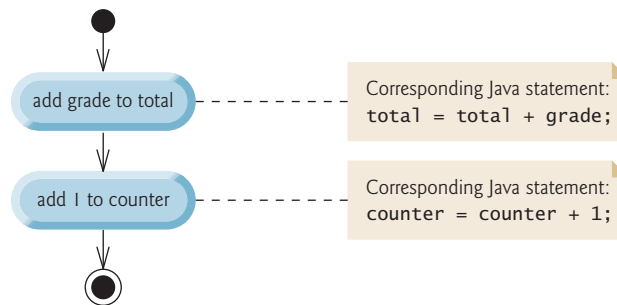 add grade to total
Corresponding Java statement:
total = total + grade;
add 1 to counter
Corresponding Java statement:
counter = counter + 1;